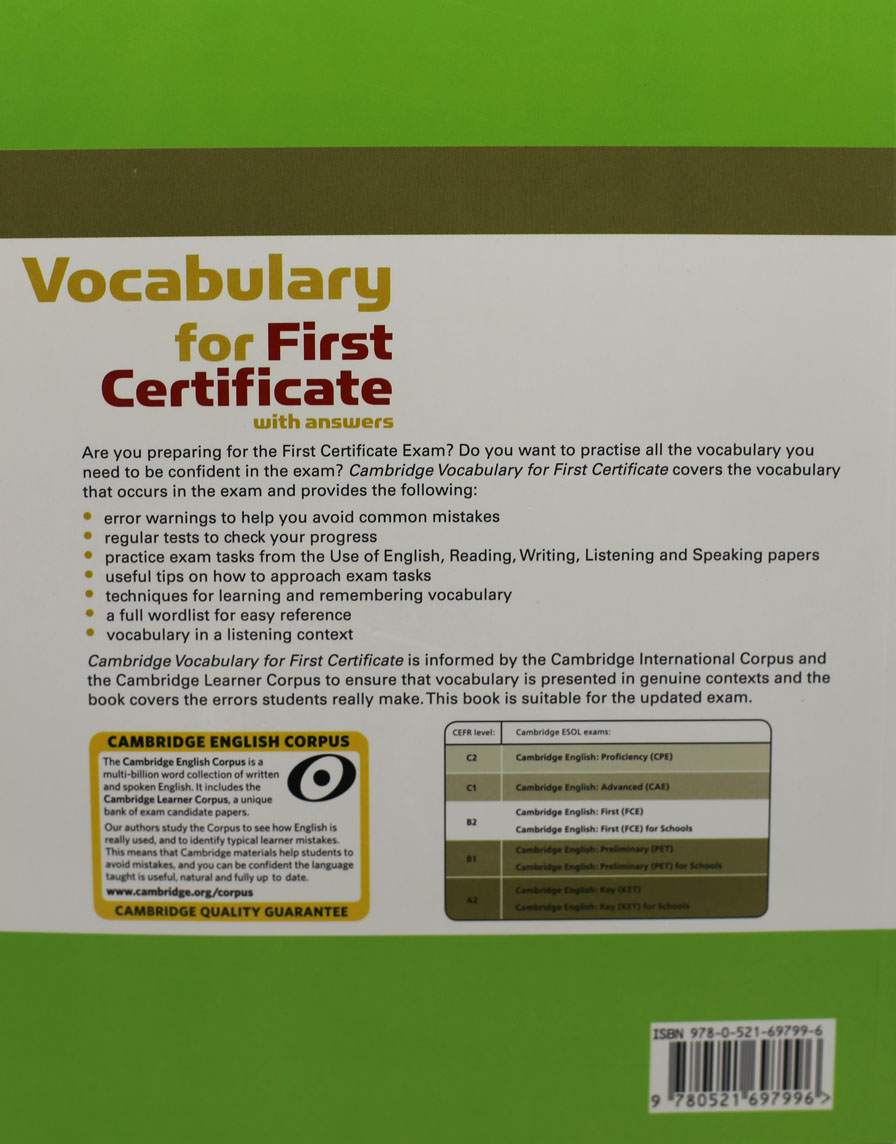 Vocabulary
for First
Certificate
with answers
Are you preparing for the First Certificate Exam? Do you want to practise all the vocabulary you
need to be confident in the exam? Cambridge Vocabulary for First Certificate covers the vocabulary
that occurs in the exam and provides the following:
• error warnings to help you avoid common mistakes
• regular tests to check your progress
• practice exam tasks from the Use of English, Reading, Writing, Listening and Speaking papers
• useful tips on how to approach exam tasks
• techniques for learning and remembering vocabulary
• a full wordlist for easy reference
• vocabulary in a listening context
Cambridge Vocabulary for First Certificate is informed by the Cambridge International Corpus and
the Cambridge Learner Corpus to ensure that vocabulary is presented in genuine contexts and the
book covers the errors students really make. This book is suitable for the updated exam.
CAMBRIDGE ENGLISH CORPUS
The Cambridge English Corpus is a
multi-billion word collection of written
and spoken English. It includes the
Cambridge Learner Corpus, a unique
bank of exam candidate papers.
Our authors study the Corpus to see how English is
really used, and to identify typical learner mistakes.
This means that Cambridge materials help students to
avoid mistakes, and you can be confident the language
taught is useful, natural and fully up to date.
www.cambridge.org/corpus
CAMBRIDGE QUALITY GUARANTEE
CEFR level: Cambridge ESOL exams:
C2 Cambridge English: Proficiency (CPE)
C1 Cambridge English: Advanced (CAE)
B2 Cambridge English: First (FCE)
Cambridge English: First (FCE) for Schools
B1 Cambridge English: Preliminary (PET)
Cambridge English: Preliminary (PET) for Schools
A2 Cambridge English: Key (KET)
Cambridge English: Key (KET) for Schools
ISBN 978-0-521-69799-6
9 780521 697996 >